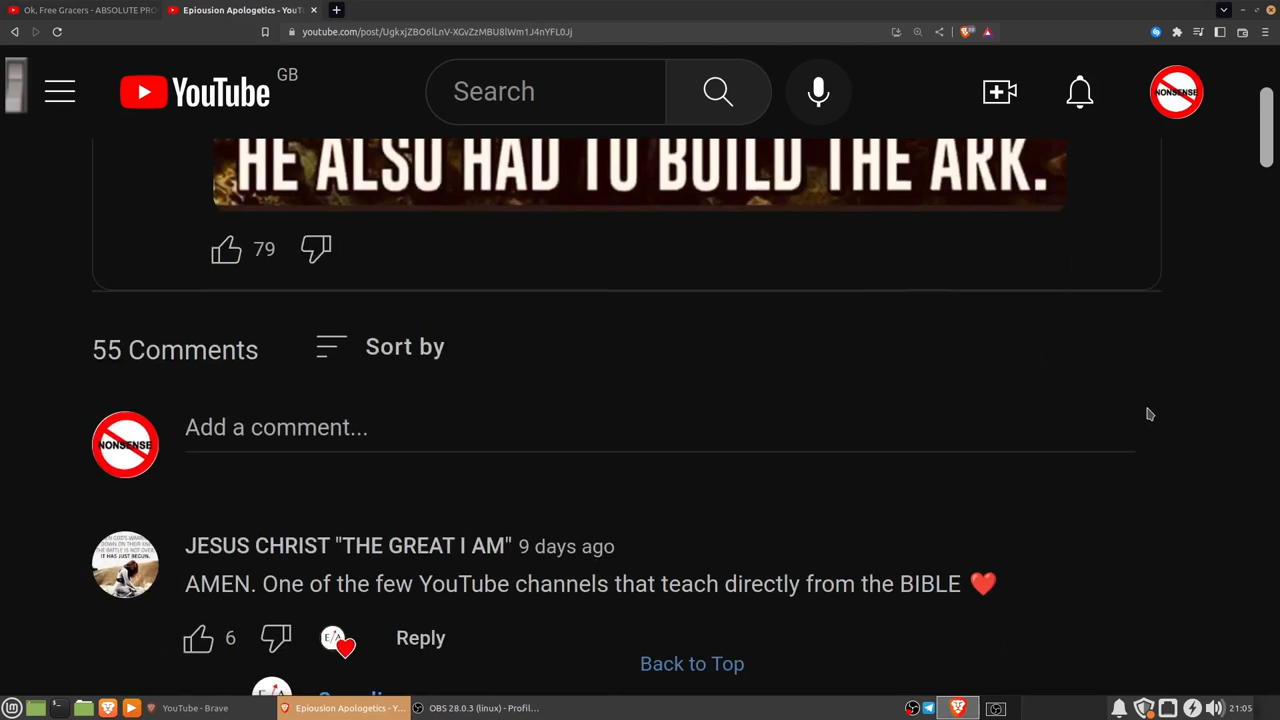 Ok, Free Gracers - ABSOLUTE PRO
Epiousion Apologetics - YouT
youtube.com/post/UgkxjZBO6lLnV-XGvZzMBU8lWm1J4nYFL0Jj
YouTube
GB
Search
NONSENSE
HE ALSO HAD TO BUILD THE ARK.
79
55 Comments
Sort by
NONSENSE
Add a comment...
JESUS CHRIST "THE GREAT I AM" 9 days ago
AMEN. One of the few YouTube channels that teach directly from the BIBLE ❤️
6
E/A
Reply
Back to Top
E/A
YouTube - Brave
Epiousion Apologetics - Y...
OBS 28.0.3 (linux) - Profil...
21:05